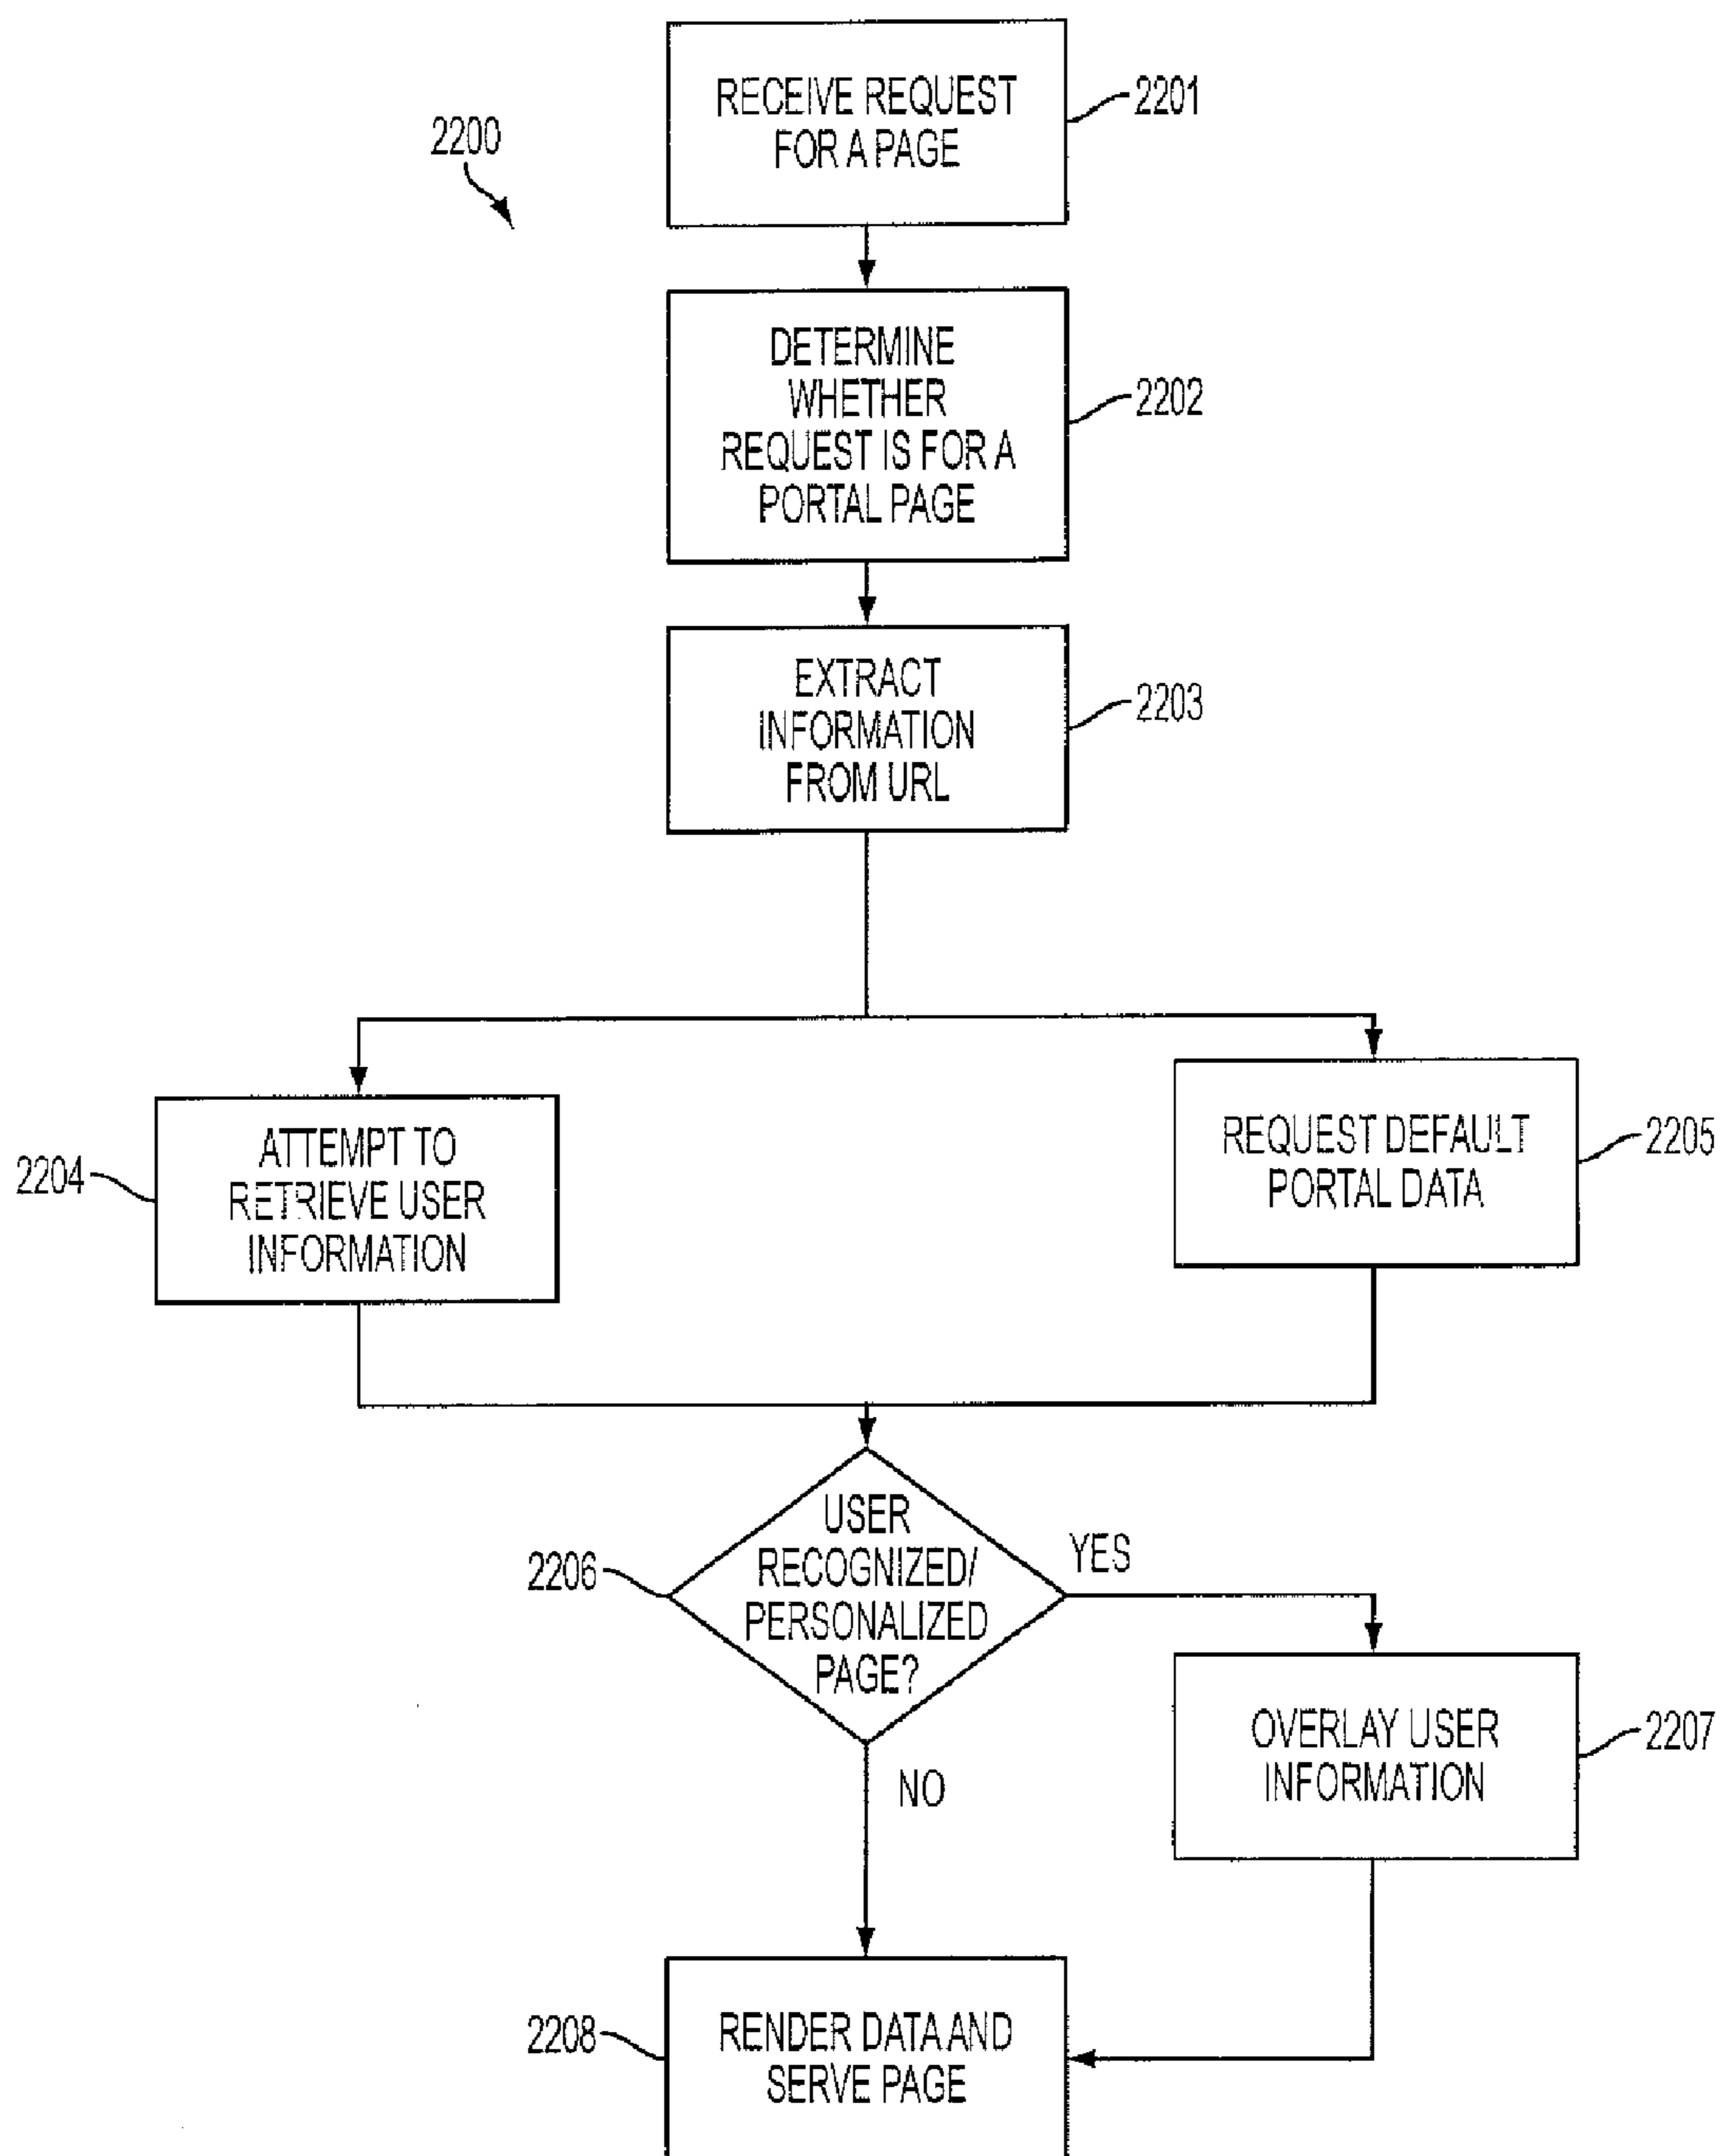 2200
RECEIVE REQUEST
FOR A PAGE
2201
DETERMINE
WHETHER
REQUEST IS FOR A
PORTAL PAGE
2202
EXTRACT
INFORMATION
FROM URL
2203
2204
ATTEMPT TO
RETRIEVE USER
INFORMATION
REQUEST DEFAULT
PORTAL DATA
2205
2206
USER
RECOGNIZED/
PERSONALIZED
PAGE?
YES
NO
OVERLAY USER
INFORMATION
2207
2208
RENDER DATA AND
SERVE PAGE